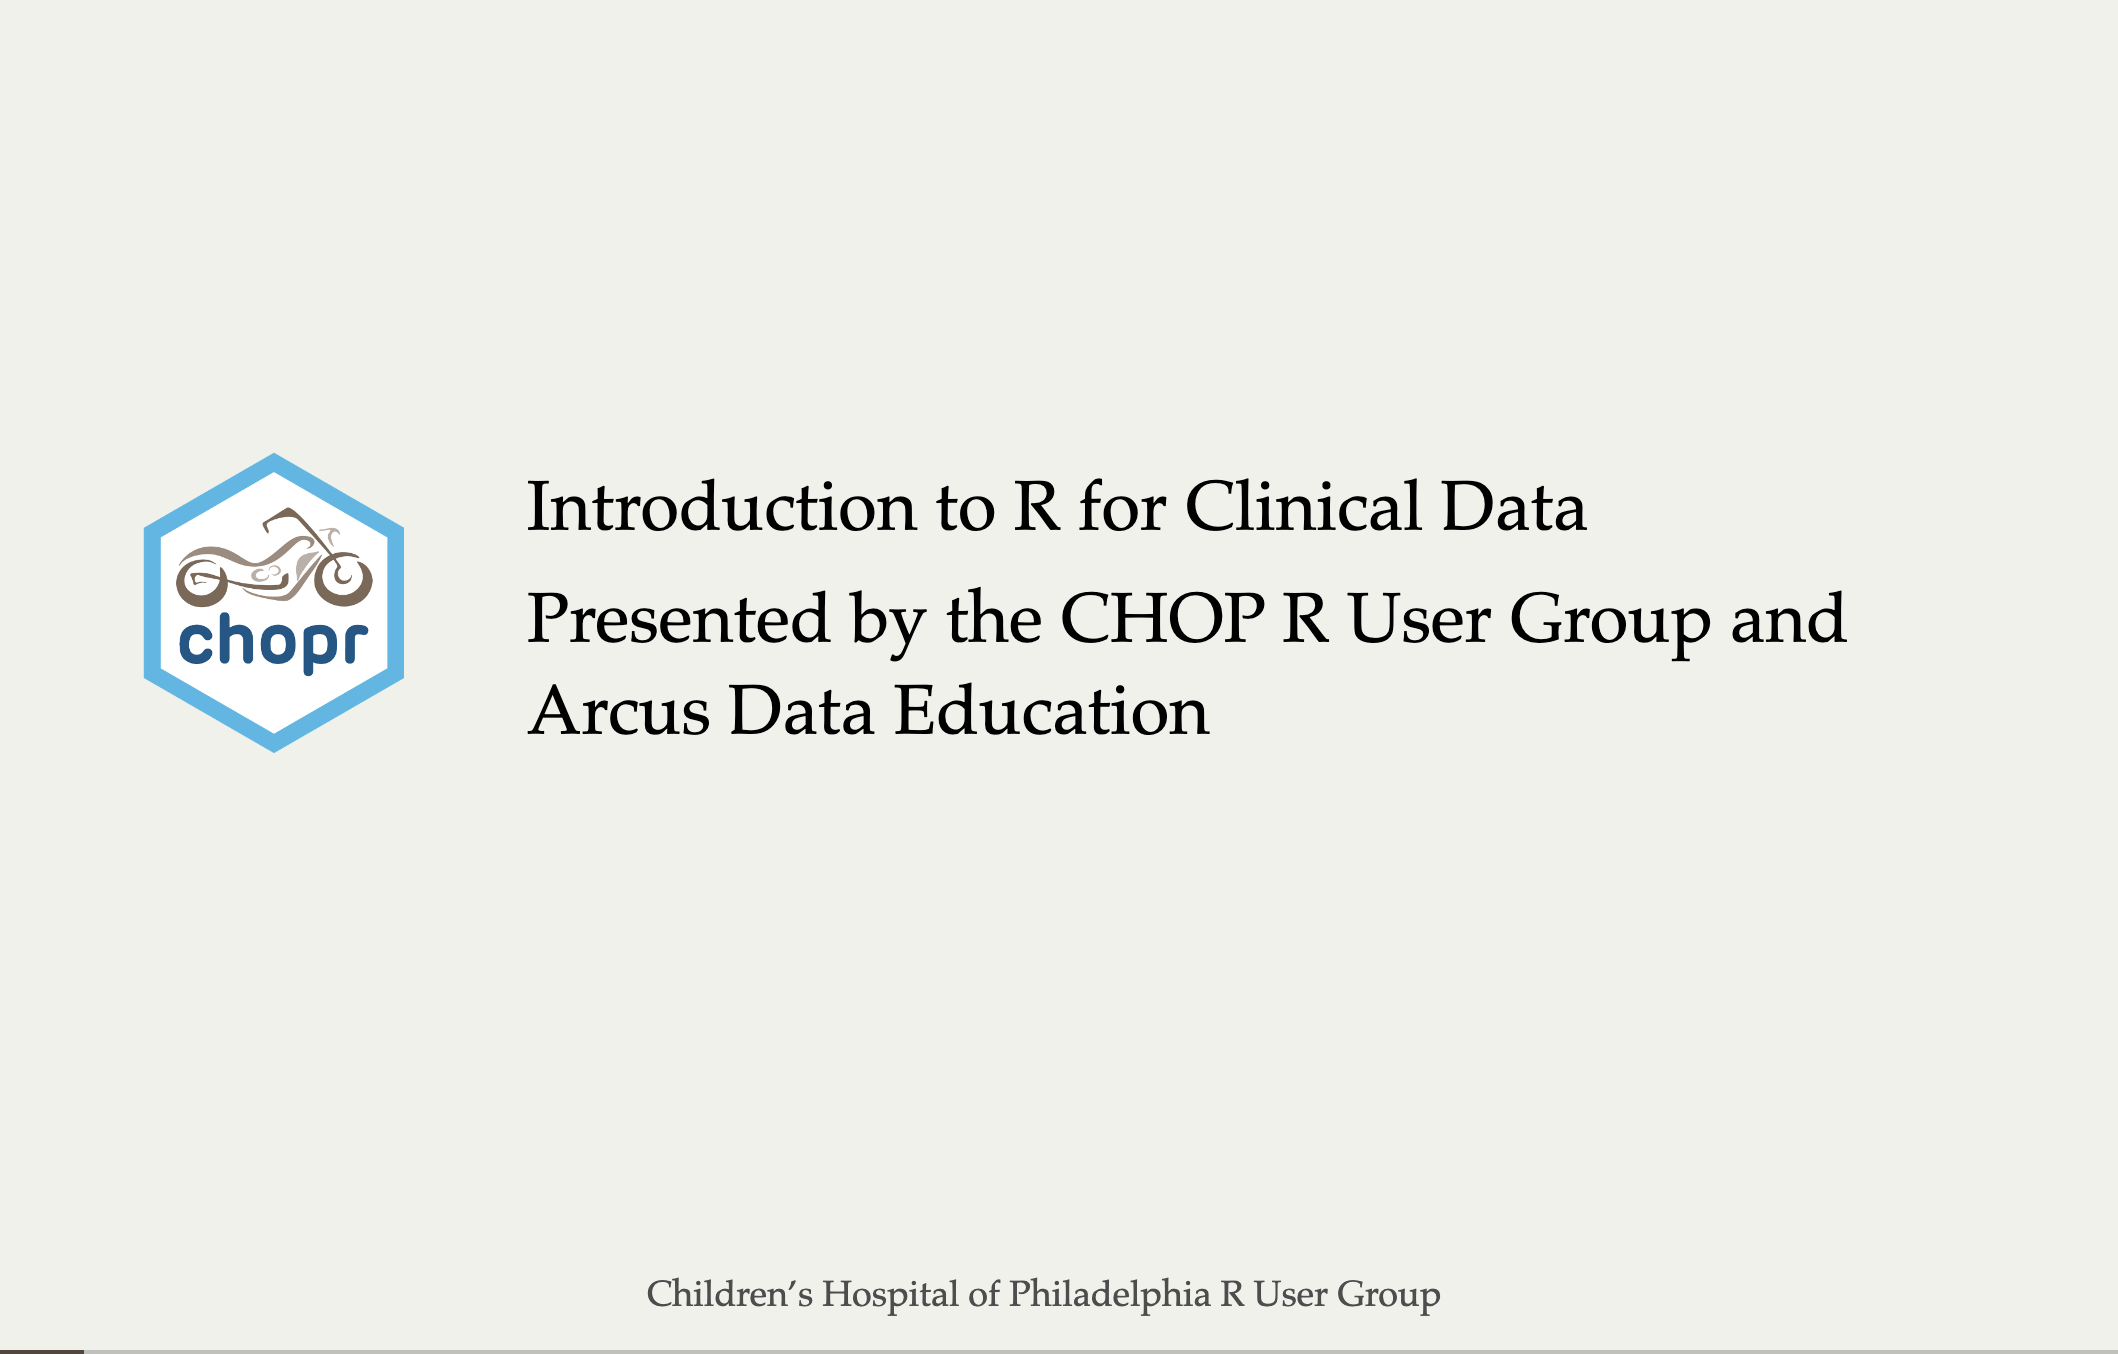 chopr
Introduction to R for Clinical Data
Presented by the CHOP R User Group and
Arcus Data Education
Children’s Hospital of Philadelphia R User Group